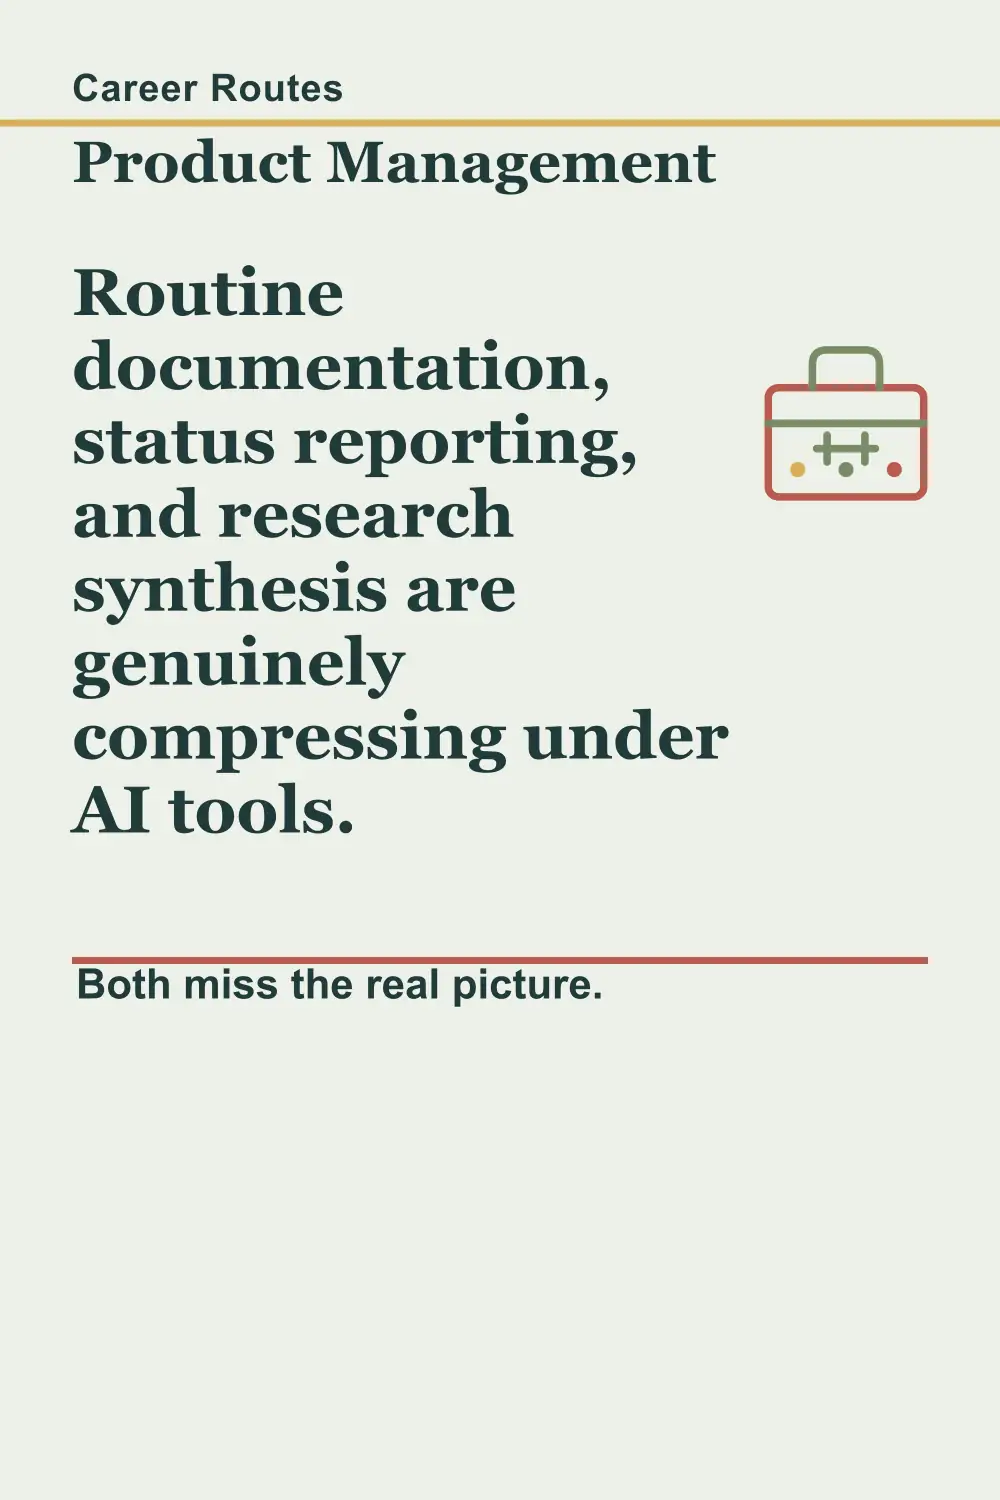 Career Routes
Product Management
Routine
documentation,
status reporting,
and research
synthesis are
genuinely
compressing under
AI tools.
Both miss the real picture.